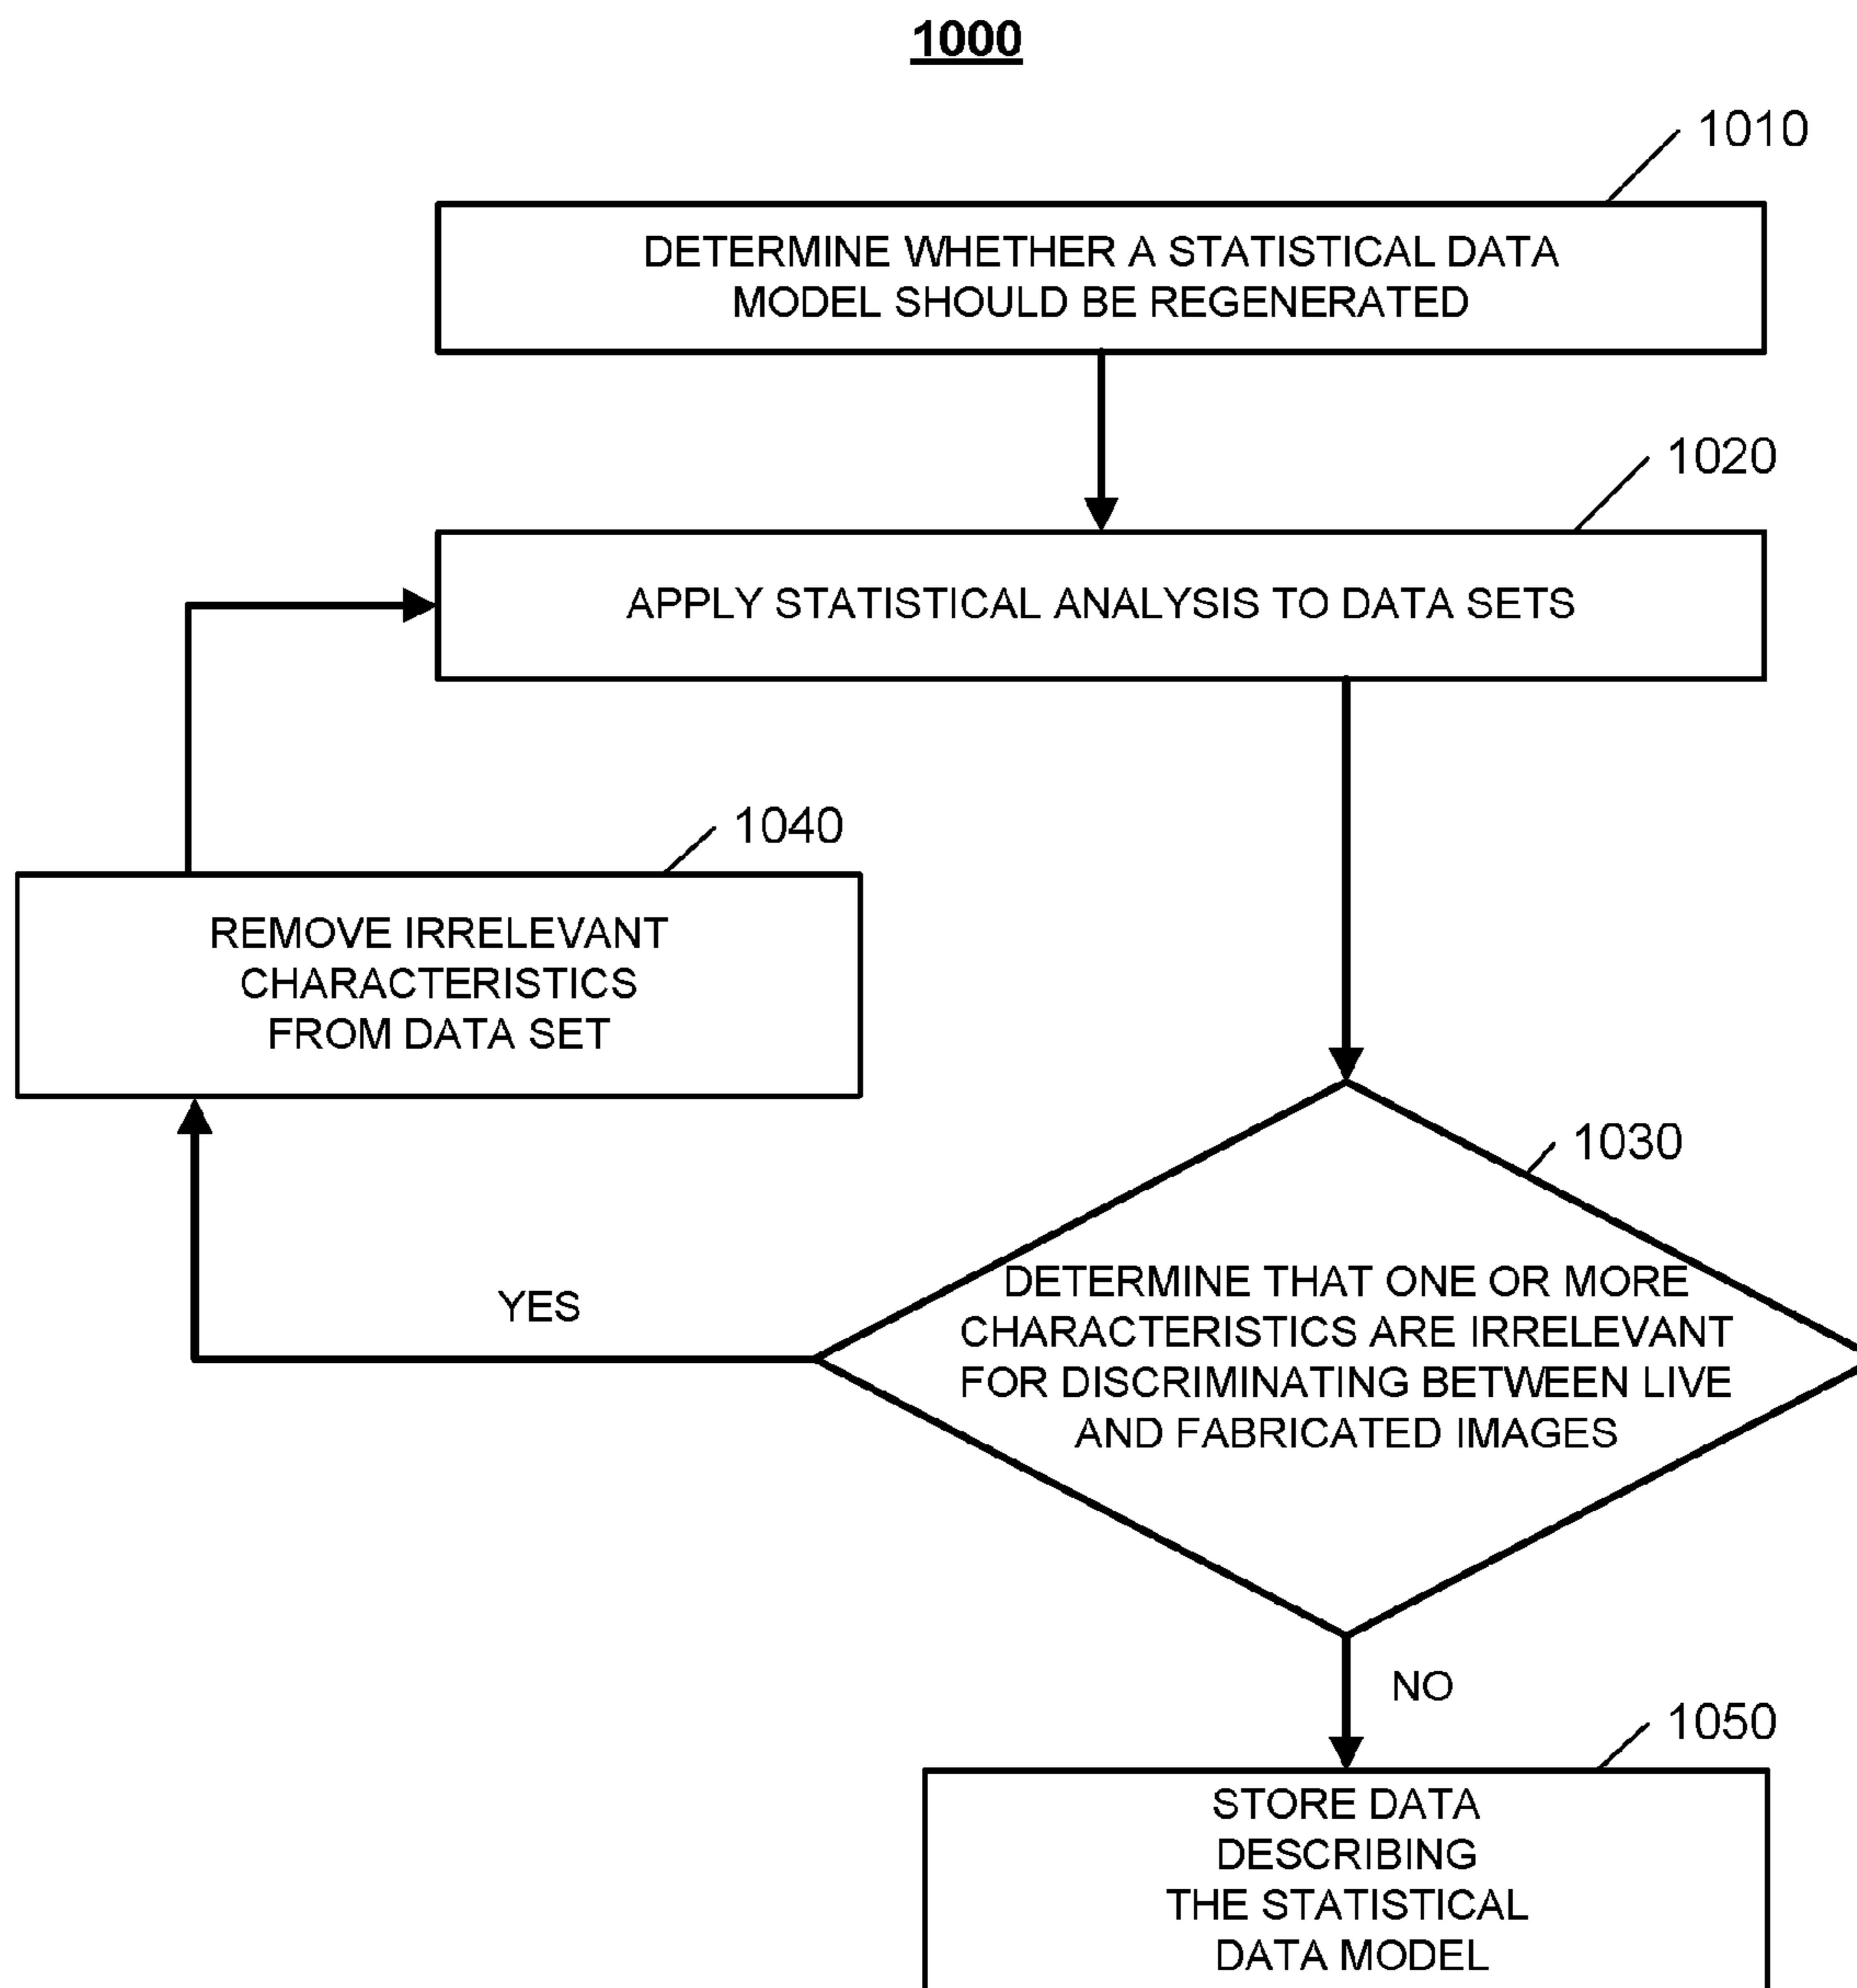 1000
1010
DETERMINE WHETHER A STATISTICAL DATA
MODEL SHOULD BE REGENERATED
1020
APPLY STATISTICAL ANALYSIS TO DATA SETS
1040
REMOVE IRRELEVANT
CHARACTERISTICS
FROM DATA SET
1030
DETERMINE THAT ONE OR MORE
CHARACTERISTICS ARE IRRELEVANT
FOR DISCRIMINATING BETWEEN LIVE
AND FABRICATED IMAGES
YES
NO
1050
STORE DATA
DESCRIBING
THE STATISTICAL
DATA MODEL